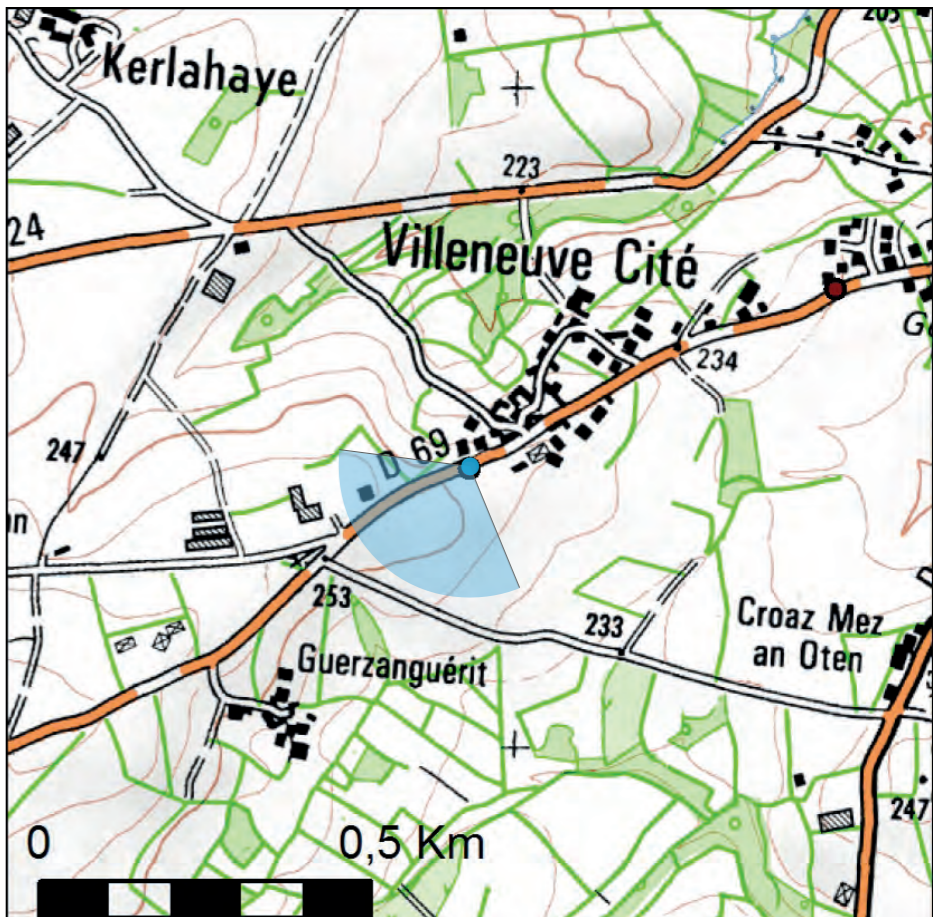 205
Kerlahaye
223
24
Villeneuve Cité
234
D 69
247
253
233
Croaz Mez
an Oten
Guerzanguérit
247
0 0,5 Km